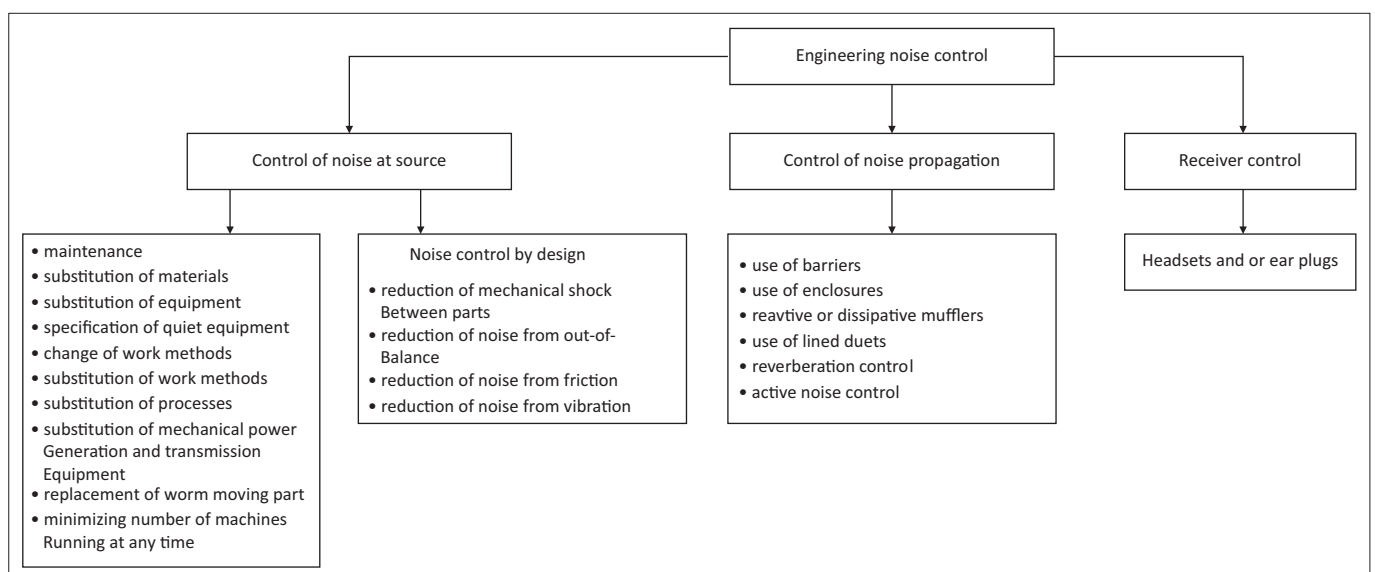 Engineering noise control
Control of noise at source
Control of noise propagation
Receiver control
• maintenance
• substitution of materials
• substitution of equipment
• specification of quiet equipment
• change of work methods
• substitution of work methods
• substitution of processes
• substitution of mechanical power
Generation and transmission
Equipment
• replacement of worm moving part
• minimizing number of machines
Running at any time
Noise control by design
• reduction of mechanical shock
Between parts
• reduction of noise from out-of-
Balance
• reduction of noise from friction
• reduction of noise from vibration
• use of barriers
• use of enclosures
• reavtive or dissipative mufflers
• use of lined duets
• reverberation control
• active noise control
Headsets and or ear plugs